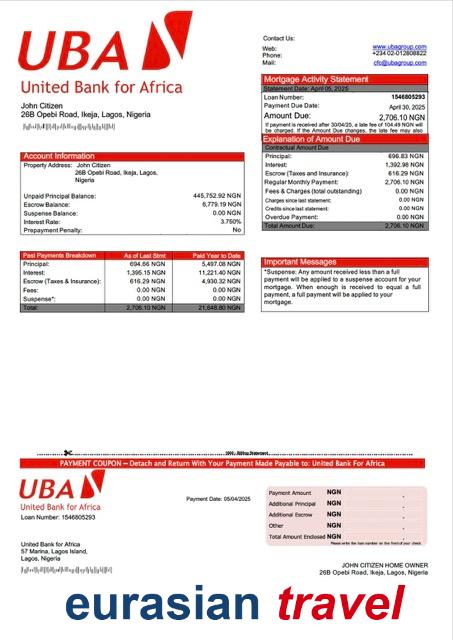 UBA
United Bank for Africa
John Citizen
26B Opebi Road, Ikeja, Lagos, Nigeria
Contact Us:
Web: www.ubagroup.com
Phone: +234 02-012808822
Mail: cfc@ubagroup.com
Mortgage Activity Statement
Statement Date: April 05, 2025
Loan Number: 1546805293
Payment Due Date: April 30, 2025
Amount Due: 2,706.10 NGN
If payment is received after 30/04/25, a late fee of 104.49 NGN will
be charged. If the Amount Due changes, the late fee may also
Explanation of Amount Due
Contractual Amount Due
Principal: 696.83 NGN
Interest: 1,392.98 NGN
Escrow (Taxes and Insurance): 616.29 NGN
Regular Monthly Payment: 2,706.10 NGN
Fees & Charges (total outstanding) 0.00 NGN
Charges since last statement: 0.00 NGN
Credits since last statement: 0.00 NGN
Overdue Payment: 0.00 NGN
Total Amount Due: 2,706.10 NGN
Account Information
Property Address: John Citizen
26B Opebi Road, Ikeja, Lagos,
Nigeria
Unpaid Principal Balance: 445,752.92 NGN
Escrow Balance: 6,779.19 NGN
Suspense Balance: 0.00 NGN
Interest Rate: 3.750%
Prepayment Penalty: No
Past Payments Breakdown As of Last Stmt Paid Year to Date
Principal: 694.66 NGN 5,497.08 NGN
Interest: 1,395.15 NGN 11,221.40 NGN
Escrow (Taxes & Insurance): 616.29 NGN 4,930.32 NGN
Fees: 0.00 NGN 0.00 NGN
Suspense*: 0.00 NGN 0.00 NGN
Total: 2,706.10 NGN 21,648.80 NGN
Important Messages
*Suspense: Any amount received less than a full
payment will be applied to a suspense account for your
mortgage. When enough is received to equal a full
payment, a full payment will be applied to your
mortgage.
PAYMENT COUPON – Detach and Return With Your Payment Made Payable to: United Bank For Africa
UBA
United Bank for Africa
Loan Number: 1546805293
Payment Date: 05/04/2025
Payment Amount NGN .
Additional Principal NGN .
Additional Escrow NGN .
Other NGN .
Total Amount Enclosed NGN .
Please write the loan number on the front of your check.
United Bank for Africa
57 Marina, Lagos Island,
Lagos, Nigeria
JOHN CITIZEN HOME OWNER
26B Opebi Road, Ikeja, Lagos, Nigeria
eurasian travel